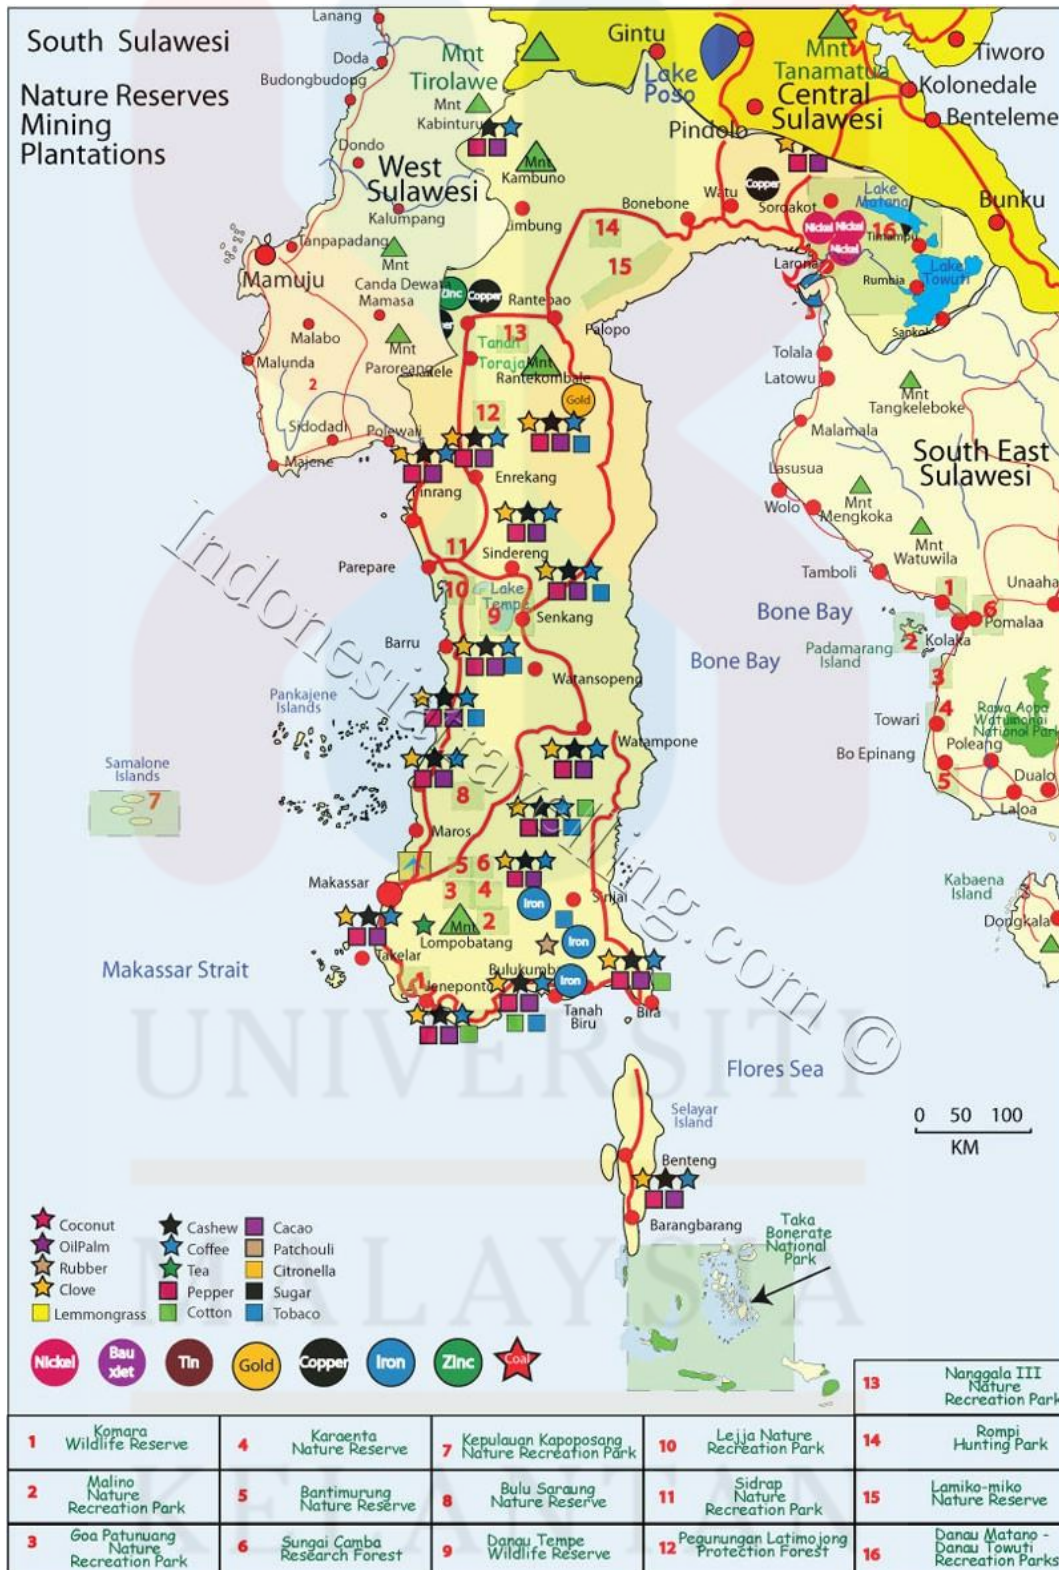 South Sulawesi
Nature Reserves
Mining
Plantations
Lanang
Doda
Budongbudong
Dondo
Kalumpang
Tanpapadang
Mamuju
Malabo
Malunda
2
Sidodadi
Polewali
Majene
Mnt
Tirolawe
Mnt
Kabinturu
West
Sulawesi
Mnt
Canda Dewata
Mamasa
Mnt
Paroreang
Gintu
Lake
Poso
Pindolo
Mnt
Tanamatua
Central
Sulawesi
Tiworo
Kolonedale
Benteleme
Bunku
Mnt
Kambuno
Limbung
Bonebone
Watu
Copper
Soroakot
Lake
Matana
Nickel
Nickel
Nickel
16
Timampu
Larona
Rumbia
Lake
Towuti
14
15
Zinc
Copper
Rantepao
Palopo
13
Tanah
Toraja
Mnt
Rantekombale
Gold
12
Enrekang
Pinrang
11
Sindereng
Parepare
10
Lake
Tempe
9
Senkang
Barru
Watansopeng
Pankajene
Islands
Watampone
Samalone
Islands
7
8
Maros
5
6
3
4
2
Makassar
Mnt
Lompobatang
Iron
Sinjai
Iron
Takelar
Bulukumba
Iron
1
Jeneponto
Tanah
Biru
Bira
Makassar Strait
Tolala
Latowu
Malamala
Lasusua
Wolo
Mnt
Tangkeleboke
South East
Sulawesi
Mnt
Mengkoka
Mnt
Watuwila
Tamboli
Unaaha
1
6
Pomalaa
Kolaka
2
Padamarang
Island
Bone Bay
Bone Bay
3
4
Towari
Rawa Aopa
Watumohai
National Park
Bo Epinang
Poleang
5
Dualo
Laloa
Kabaena
Island
Dongkala
Indonesiatravelling.com ©
Flores Sea
Selayar
Island
Benteng
Barangbarang
0 50 100
KM
Taka
Bonerate
National
Park
UNIVERSITI
MALAYSIA
KELANTAN
Coconut
OilPalm
Rubber
Clove
Lemmongrass
Cashew
Coffee
Tea
Pepper
Cotton
Cacao
Patchouli
Citronella
Sugar
Tobaco
Nickel
Bau
xiet
Tin
Gold
Copper
Iron
Zinc
Coal
13 Nanggala III
Nature
Recreation Park
1 Komara
Wildlife Reserve
4 Karaenta
Nature Reserve
7 Kepulauan Kapoposang
Nature Recreation Park
10 Lejja Nature
Recreation Park
14 Rompi
Hunting Park
2 Malino
Nature
Recreation Park
5 Bantimurung
Nature Reserve
8 Bulu Saraung
Nature Reserve
11 Sidrap
Nature
Recreation Park
15 Lamiko-miko
Nature Reserve
3 Goa Patunuang
Nature
Recreation Park
6 Sungai Camba
Research Forest
9 Danau Tempe
Wildlife Reserve
12 Pegunungan Latimojong
Protection Forest
16 Danau Matano -
Danau Towuti
Recreation Parks